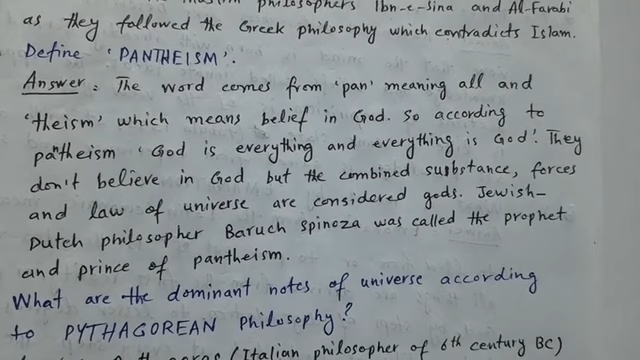 philosophers Ibn-e-Sina and Al-Farabi
as they followed the Greek philosophy which contradicts Islam.
Define 'PANTHEISM'.
Answer: The word comes from 'pan' meaning all and
'theism' which means belief in God. So according to
pantheism 'God is everything and everything is God'. They
don't believe in God but the combined substance, forces
and law of universe are considered gods. Jewish-
Dutch philosopher Baruch Spinoza was called the prophet
and prince of pantheism.
What are the dominant notes of universe according
to PYTHAGOREAN Philosophy?
(Italian philosopher of 6th century BC)